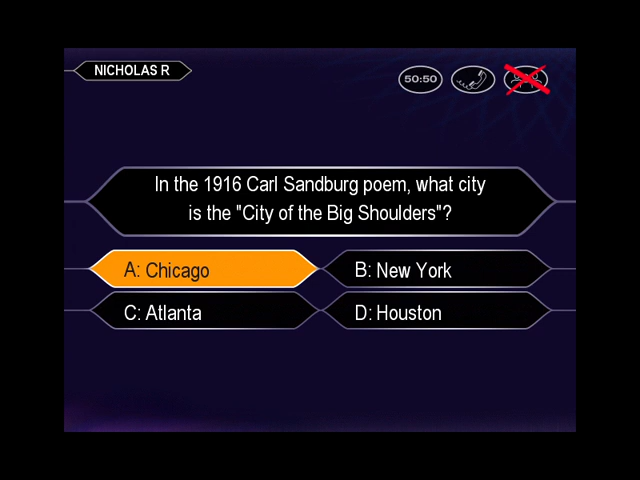 NICHOLAS R
50:50
In the 1916 Carl Sandburg poem, what city
is the "City of the Big Shoulders"?
A: Chicago
B: New York
C: Atlanta
D: Houston